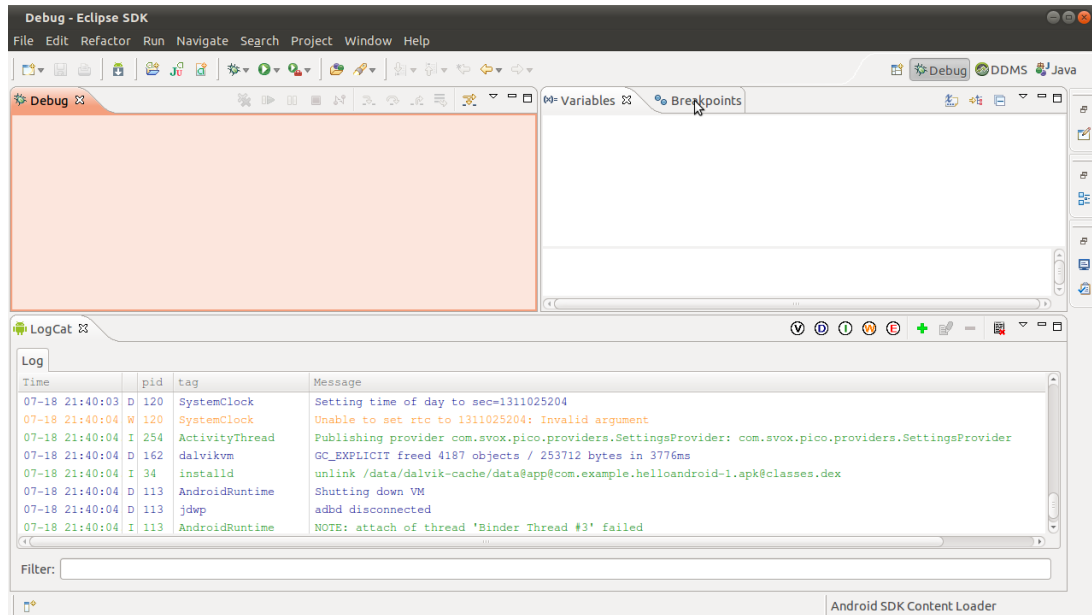 Debug - Eclipse SDK
File Edit Refactor Run Navigate Search Project Window Help
Debug DDMS Java
Debug
Variables Breakpoints
LogCat
V D I W E
Log
Time pid tag Message
07-18 21:40:03 D 120 SystemClock Setting time of day to sec=1311025204
07-18 21:40:04 W 120 SystemClock Unable to set rtc to 1311025204: Invalid argument
07-18 21:40:04 I 254 ActivityThread Publishing provider com.svox.pico.providers.SettingsProvider: com.svox.pico.providers.SettingsProvider
07-18 21:40:04 D 162 dalvikvm GC_EXPLICIT freed 4187 objects / 253712 bytes in 3776ms
07-18 21:40:04 I 34 installd unlink /data/dalvik-cache/data@app@com.example.helloandroid-1.apk@classes.dex
07-18 21:40:04 D 113 AndroidRuntime Shutting down VM
07-18 21:40:04 D 113 jdwp adbd disconnected
07-18 21:40:04 I 113 AndroidRuntime NOTE: attach of thread 'Binder Thread #3' failed
Filter:
Android SDK Content Loader